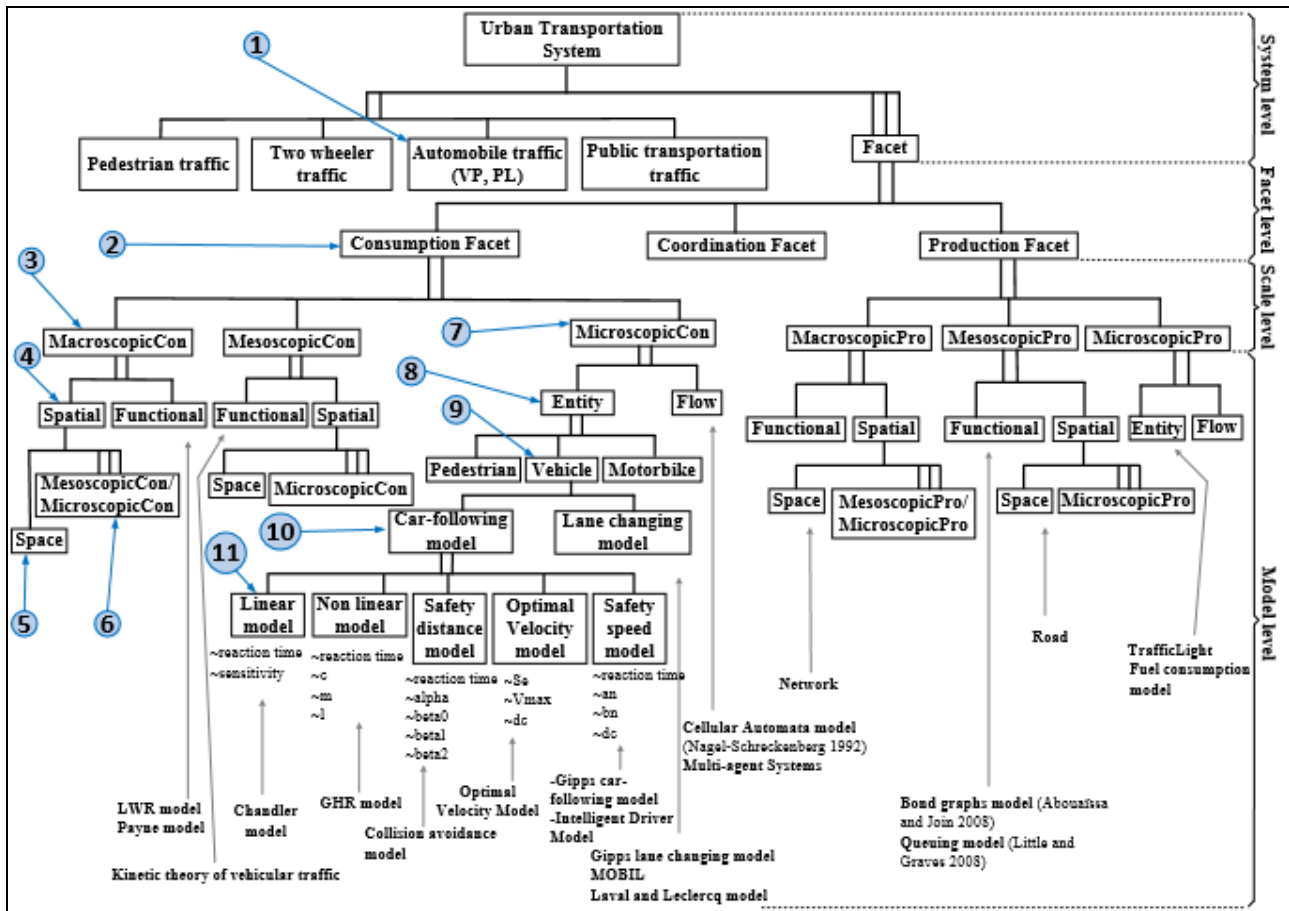 Urban Transportation
System
1
Pedestrian traffic
Two wheeler
traffic
Automobile traffic
(VP, PL)
Public transportation
traffic
Facet
System level
2
Consumption Facet
Coordination Facet
Production Facet
Facet level
3
MacroscopicCon
MesoscopicCon
7
MicroscopicCon
MacroscopicPro
MesoscopicPro
MicroscopicPro
Scale level
4
Spatial
Functional
Functional
Spatial
8
Entity
Flow
Functional
Spatial
Functional
Spatial
Entity
Flow
9
Pedestrian
Vehicle
Motorbike
Space
MesoscopicCon/
MicroscopicCon
Space
MicroscopicCon
Space
MesoscopicPro/
MicroscopicPro
Space
MicroscopicPro
10
Car-following
model
Lane changing
model
5
6
11
Linear
model
Non linear
model
Safety
distance
model
Optimal
Velocity
model
Safety
speed
model
Model level
~reaction time
~sensitivity
~reaction time
~c
~m
~l
~reaction time
~alpha
~beta0
~beta1
~beta2
~Se
~Vmax
~dc
~reaction time
~an
~bn
~dc
Network
Road
TrafficLight
Fuel consumption
model
Cellular Automata model
(Nagel-Schreckenberg 1992)
Multi-agent Systems
LWR model
Payne model
Chandler
model
GHR model
Collision avoidance
model
Optimal
Velocity Model
-Gipps car-
following model
-Intelligent Driver
Model
Bond graphs model (Abouaïssa
and Join 2008)
Queuing model (Little and
Graves 2008)
Kinetic theory of vehicular traffic
Gipps lane changing model
MOBIL
Laval and Leclercq model